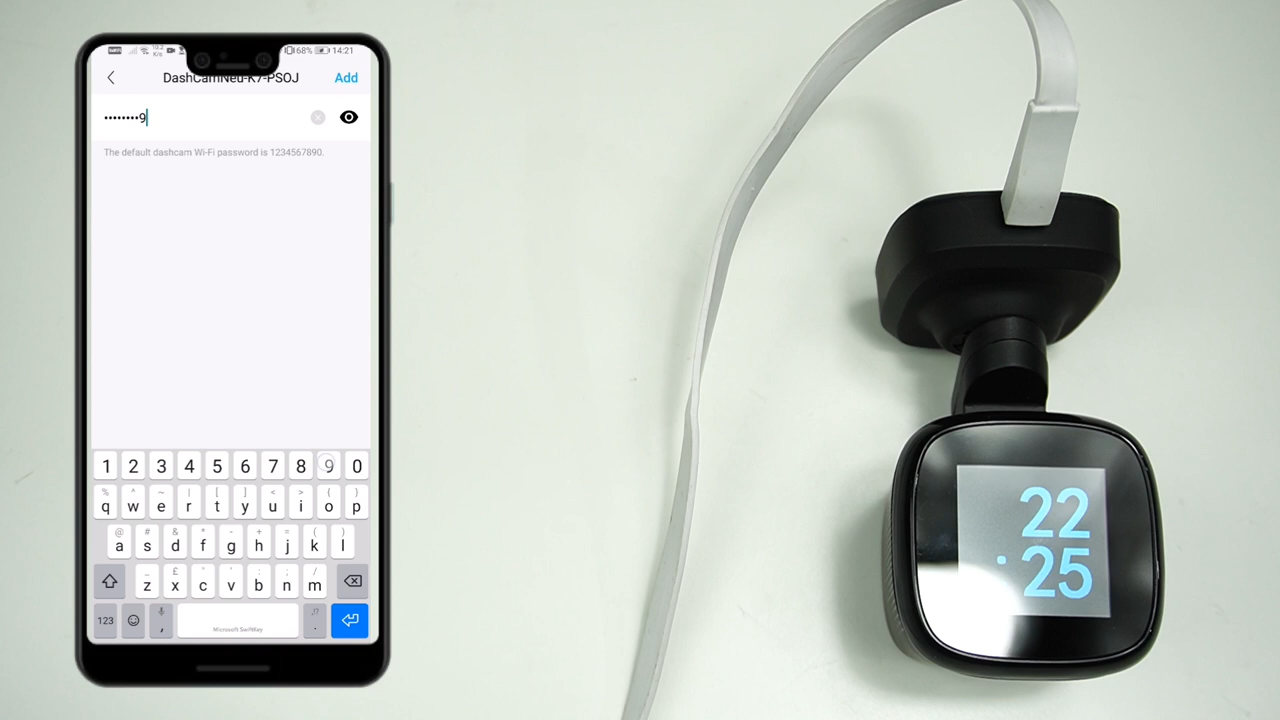 68% 14:21
DashCamNeu-K7-PSOJ Add
••••••••9
The default dashcam Wi-Fi password is 1234567890.
1 2 3 4 5 6 7 8 9 0
% ^ ~ | [ ] < > { }
q w e r t y u i o p
@ # & * - + = ( )
a s d f g h j k l
_ £ " ' : ; /
z x c v b n m
,!?
123 , Microsoft SwiftKey .
22
25